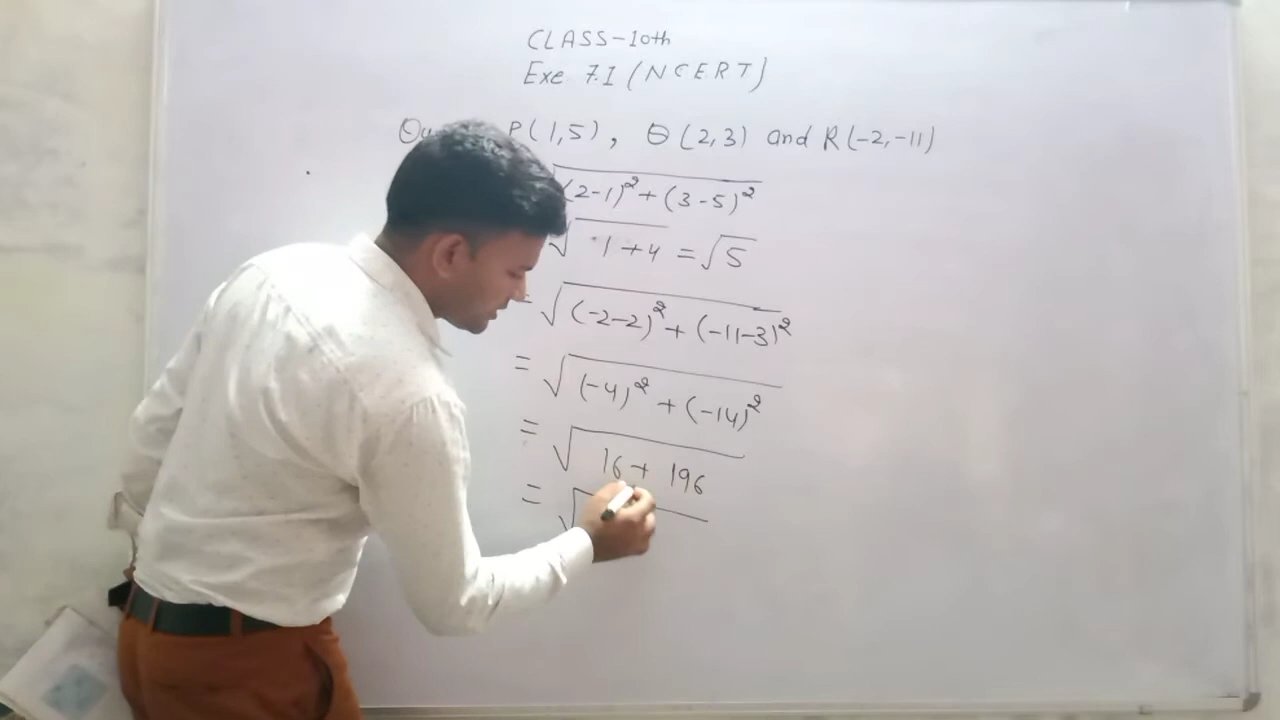 CLASS-10th
Exe 7.1 (NCERT)
P(1,5), Q(2,3) and R(-2,-11)
(2-1)² + (3-5)²
√1+4 = √5
= √(-2-2)² + (-11-3)²
= √(-4)² + (-14)²
= √16 + 196
= √